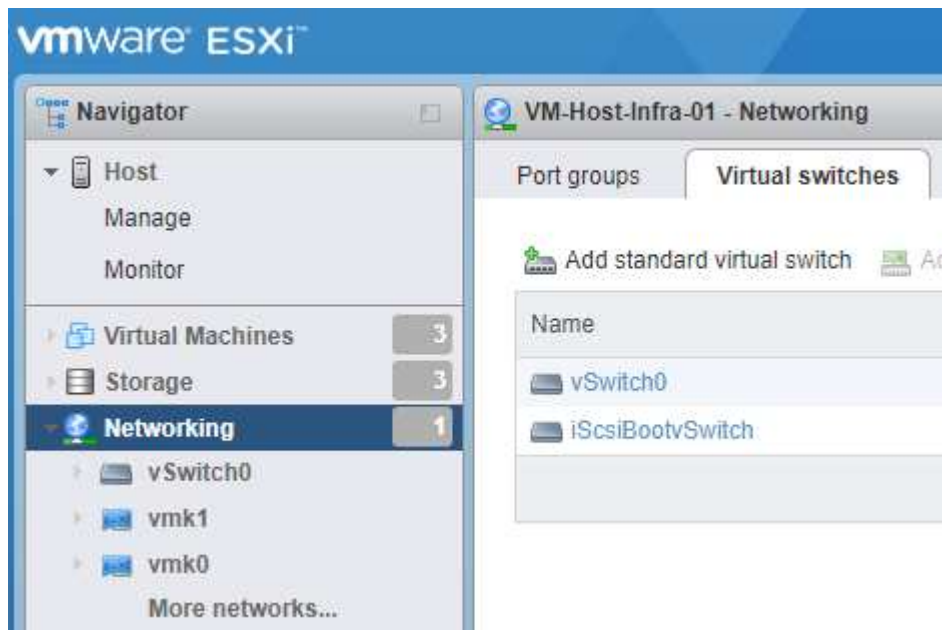 vmware ESXi™
Navigator
Host
Manage
Monitor
Virtual Machines 3
Storage 3
Networking 1
vSwitch0
vmk1
vmk0
More networks...
VM-Host-Infra-01 - Networking
Port groups Virtual switches
Add standard virtual switch
Name
vSwitch0
iScsiBootvSwitch